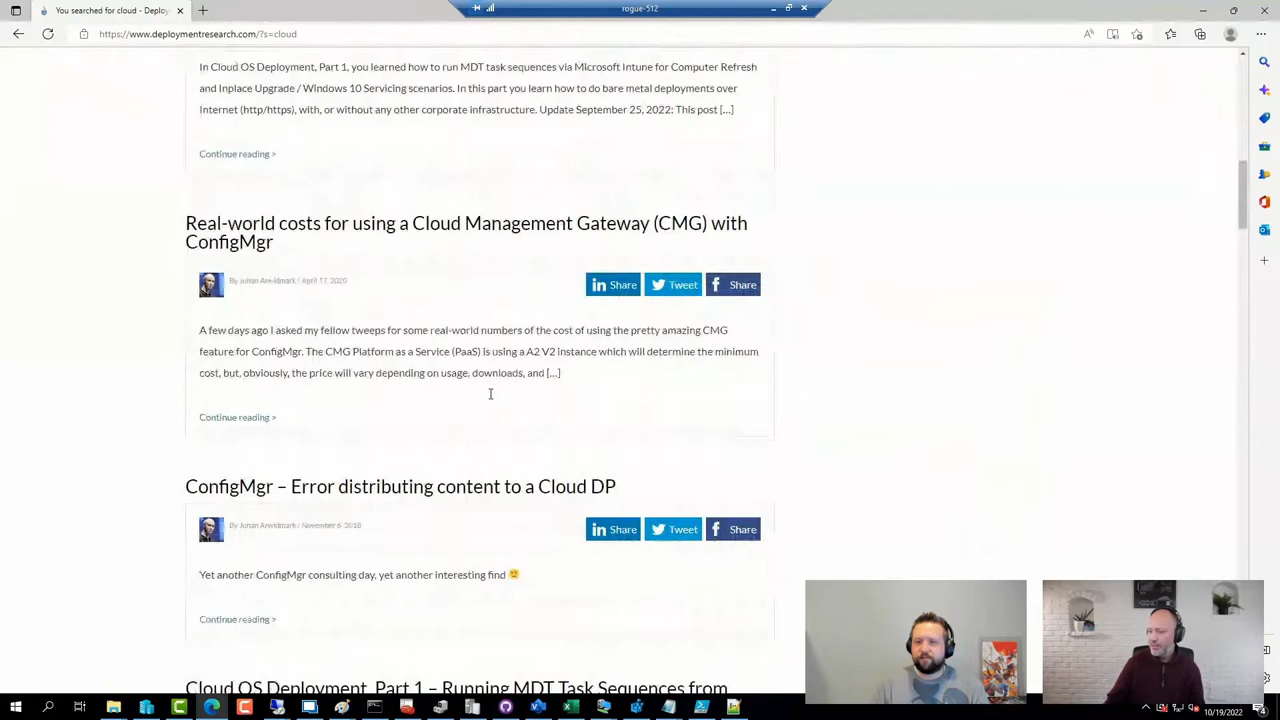 You searched for cloud - Deploy
rogue-512
https://www.deploymentresearch.com/?s=cloud
In Cloud OS Deployment, Part 1, you learned how to run MDT task sequences via Microsoft Intune for Computer Refresh
and Inplace Upgrade / Windows 10 Servicing scenarios. In this part you learn how to do bare metal deployments over
Internet (http/https), with, or without any other corporate infrastructure. Update September 25, 2022: This post [...]
Continue reading >
Real-world costs for using a Cloud Management Gateway (CMG) with
ConfigMgr
By Johan Arwidmark / April 17, 2020
Share Tweet Share
A few days ago I asked my fellow tweeps for some real-world numbers of the cost of using the pretty amazing CMG
feature for ConfigMgr. The CMG Platform as a Service (PaaS) is using a A2 V2 instance which will determine the minimum
cost, but, obviously, the price will vary depending on usage, downloads, and [...]
Continue reading >
ConfigMgr – Error distributing content to a Cloud DP
By Johan Arwidmark / November 6, 2018
Share Tweet Share
Yet another ConfigMgr consulting day, yet another interesting find
Continue reading >
Cloud OS Deployment, Part 1 – Running MDT Task Sequences from
10/19/2022